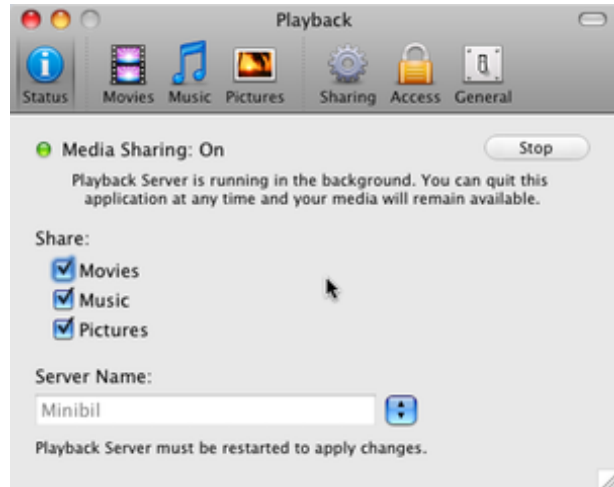 Playback
Status Movies Music Pictures Sharing Access General
Media Sharing: On Stop
Playback Server is running in the background. You can quit this
application at any time and your media will remain available.
Share:
Movies
Music
Pictures
Server Name:
Minibil
Playback Server must be restarted to apply changes.